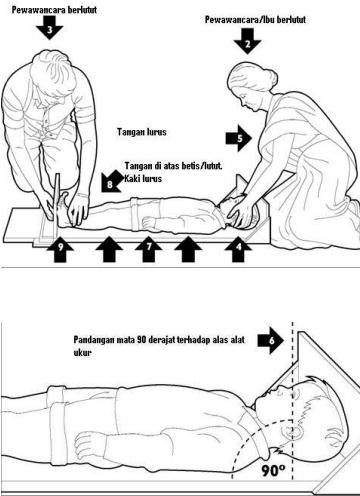 Pewawancara berlutut
3
Pewawancara/Ibu berlutut
2
Tangan lurus
5
Tangan di atas betis/lutut.
Kaki lurus
8
9
7
4
Pandangan mata 90 derajat terhadap alas alat
ukur
6
90°